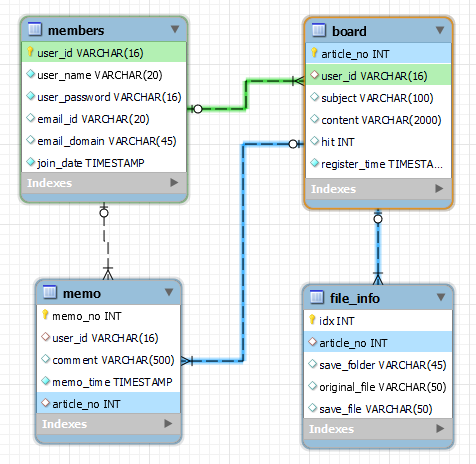 members
user_id VARCHAR(16)
user_name VARCHAR(20)
user_password VARCHAR(16)
email_id VARCHAR(20)
email_domain VARCHAR(45)
join_date TIMESTAMP
Indexes
board
article_no INT
user_id VARCHAR(16)
subject VARCHAR(100)
content VARCHAR(2000)
hit INT
register_time TIMESTA...
Indexes
memo
memo_no INT
user_id VARCHAR(16)
comment VARCHAR(500)
memo_time TIMESTAMP
article_no INT
Indexes
file_info
idx INT
article_no INT
save_folder VARCHAR(45)
original_file VARCHAR(50)
save_file VARCHAR(50)
Indexes